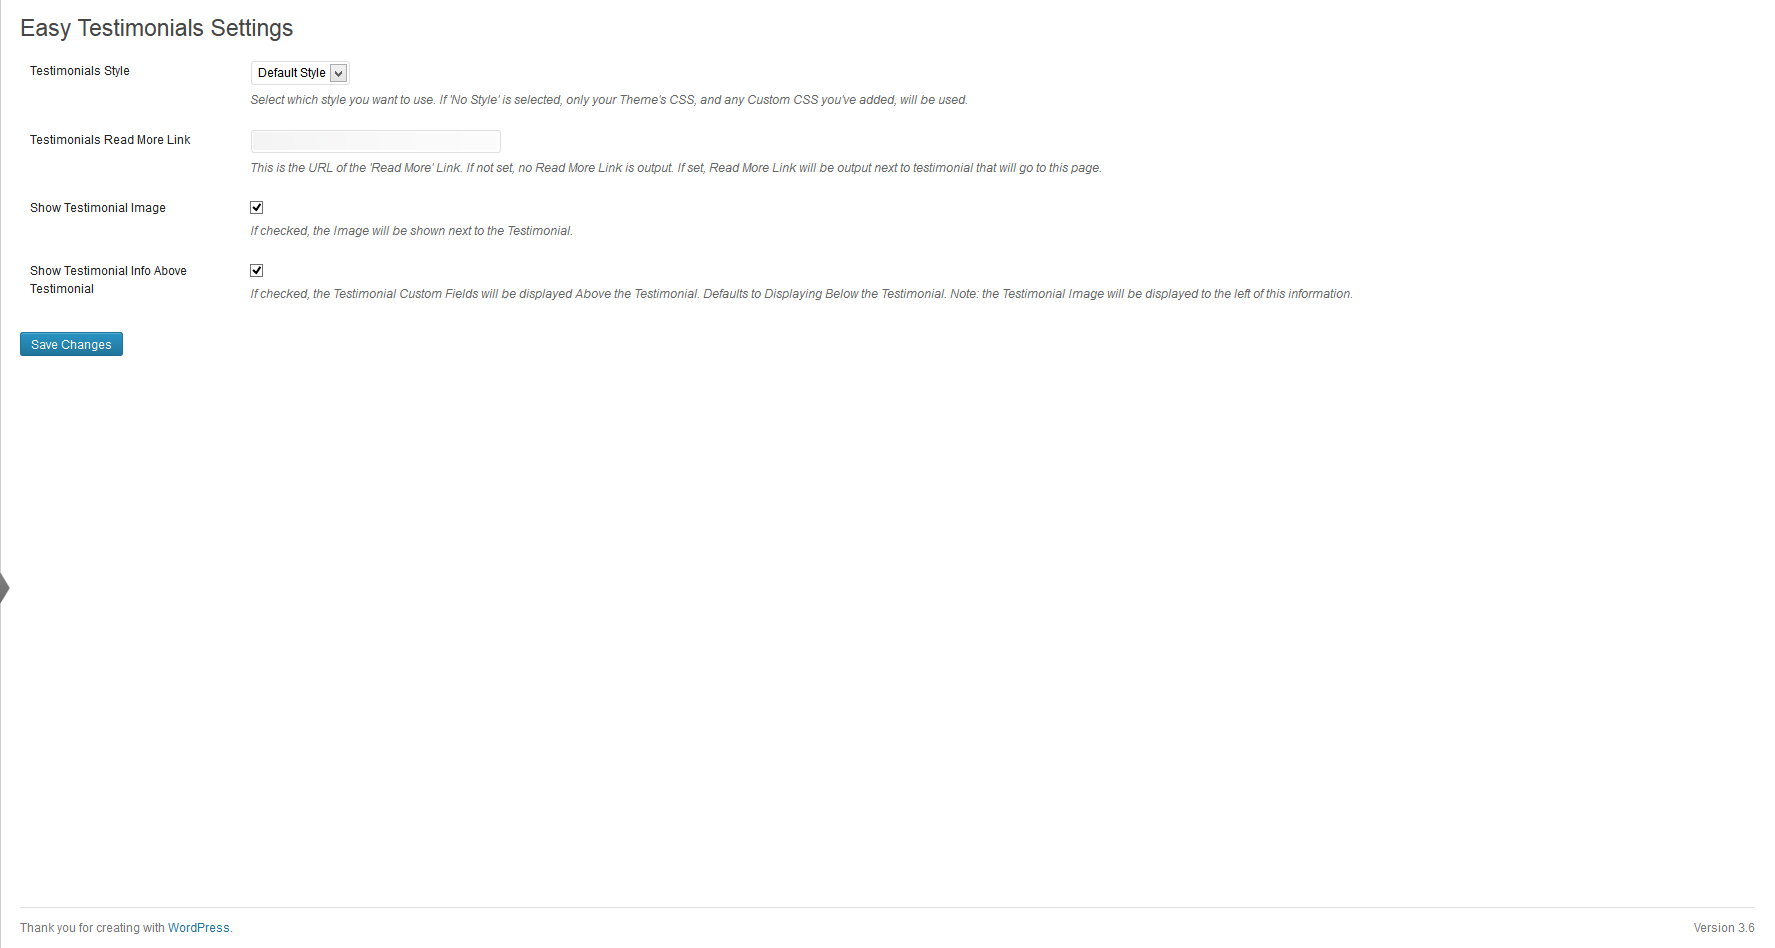 Easy Testimonials Settings
Testimonials Style
Default Style
Select which style you want to use. If 'No Style' is selected, only your Theme's CSS, and any Custom CSS you've added, will be used.
Testimonials Read More Link
This is the URL of the 'Read More' Link. If not set, no Read More Link is output. If set, Read More Link will be output next to testimonial that will go to this page.
Show Testimonial Image
If checked, the Image will be shown next to the Testimonial.
Show Testimonial Info Above
Testimonial
If checked, the Testimonial Custom Fields will be displayed Above the Testimonial. Defaults to Displaying Below the Testimonial. Note: the Testimonial Image will be displayed to the left of this information.
Save Changes
Thank you for creating with WordPress.
Version 3.6